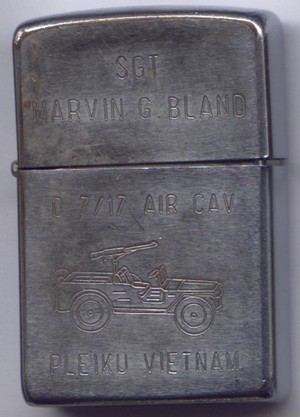 SGT
MARVIN G. BLAND
D 7/17 AIR CAV
PLEIKU VIETNAM